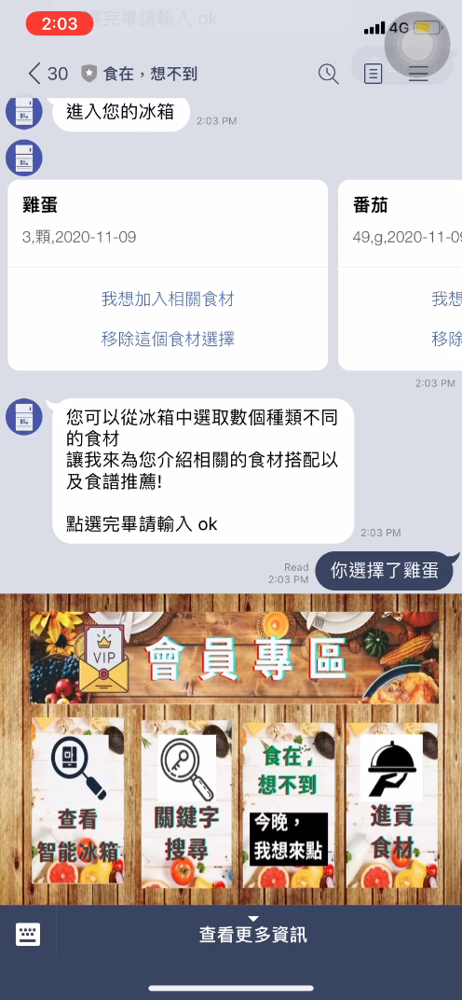 選完畢請輸入 ok
2:03
4G
30
食在,想不到
進入您的冰箱
2:03 PM
雞蛋
3,顆,2020-11-09
我想加入相關食材
移除這個食材選擇
番茄
49,g,2020-11-09
我想
移除
2:03 PM
您可以從冰箱中選取數個種類不同
的食材
讓我來為您介紹相關的食材搭配以
及食譜推薦!
點選完畢請輸入 ok
2:03 PM
Read
2:03 PM
你選擇了雞蛋
VIP
會員專區
查看
智能冰箱
關鍵字
搜尋
食在,
想不到
今晚,
我想來點
進貢
食材
查看更多資訊